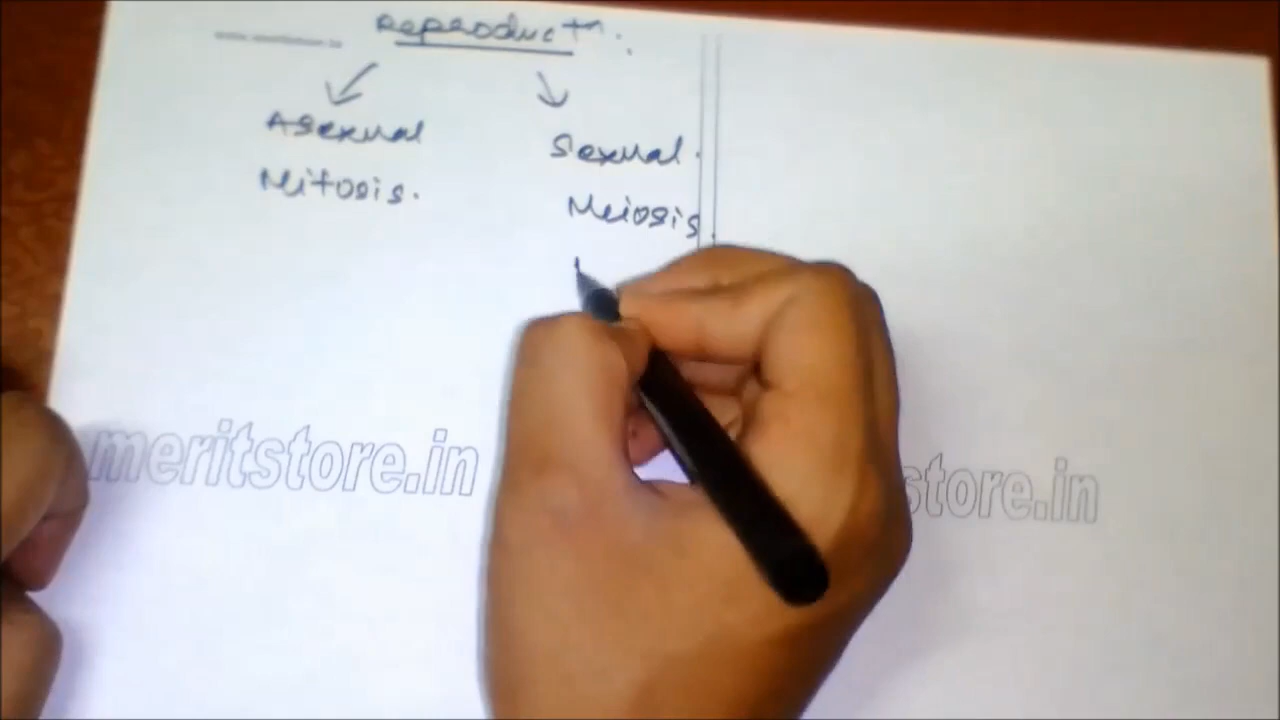 Reproductn.
Asexual
Sexual.
Mitosis.
Meiosis.
meritstore.in
store.in